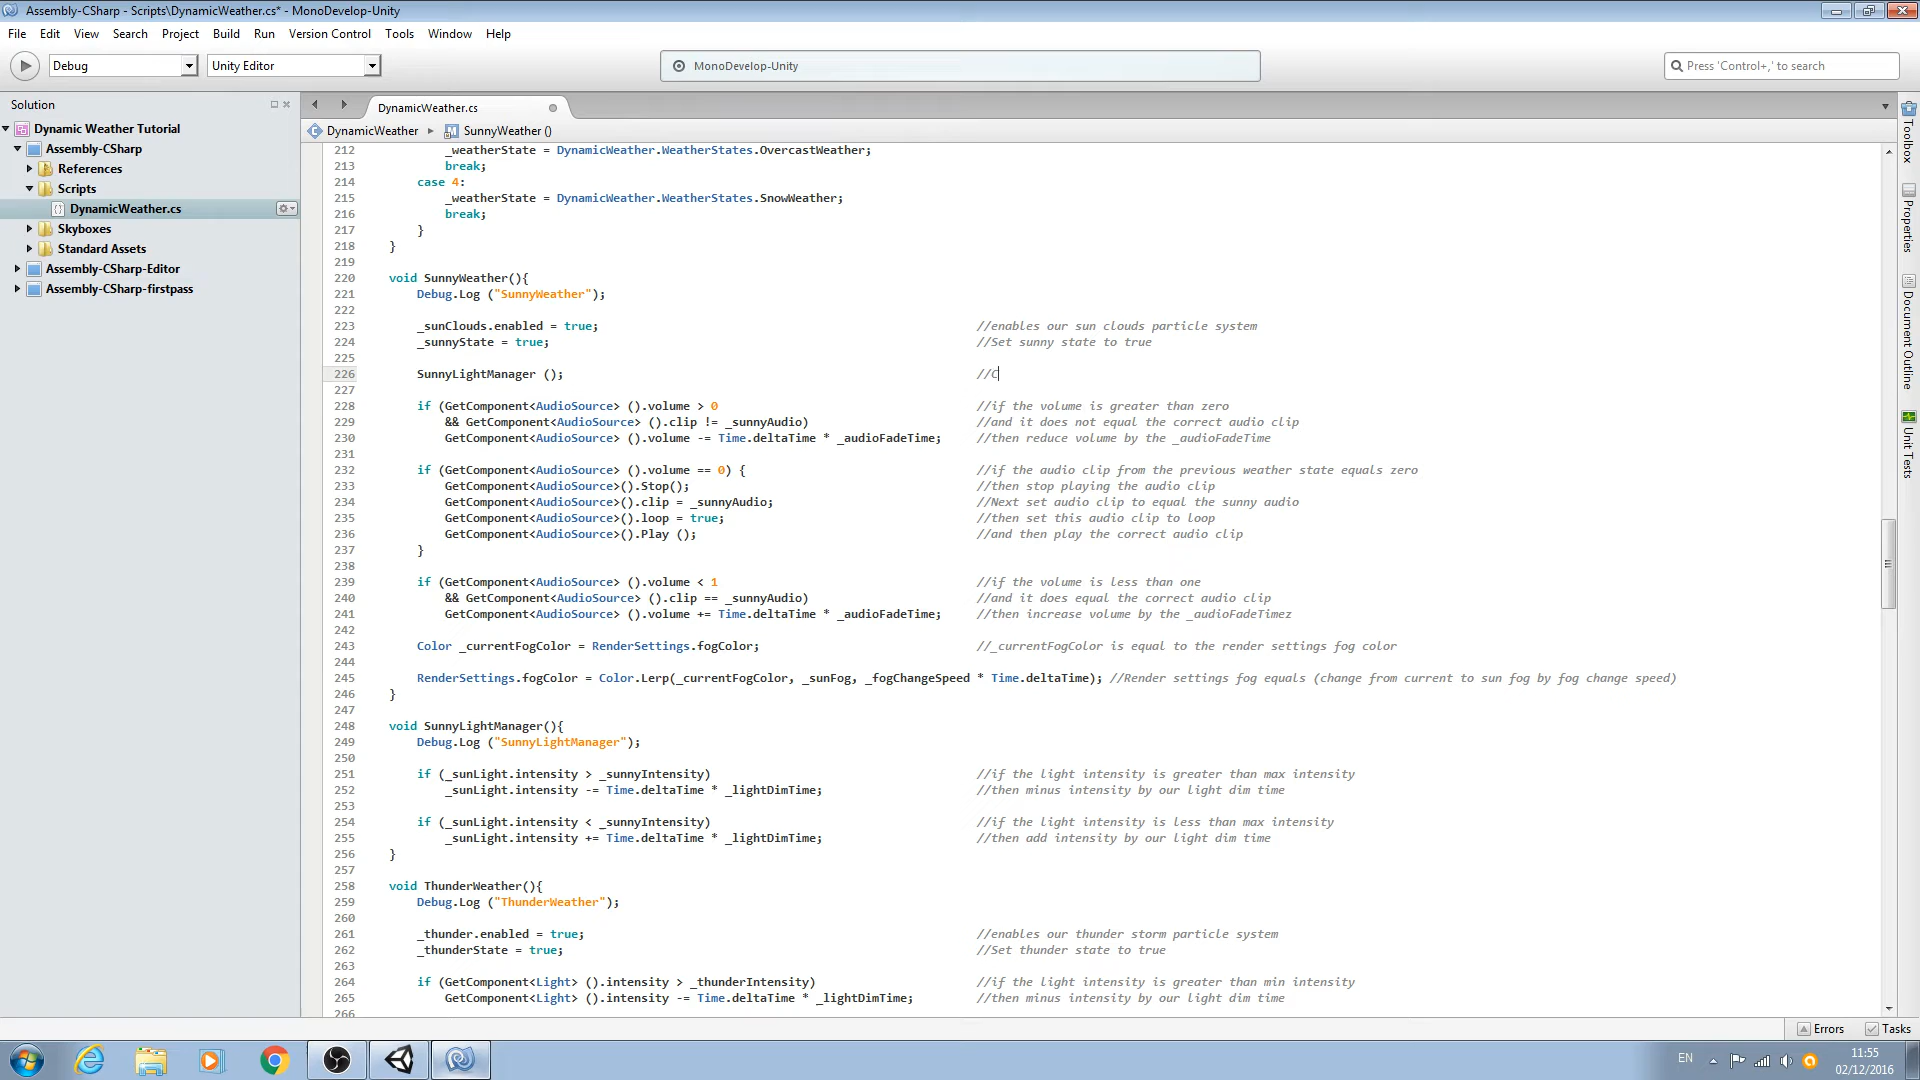 Assembly-CSharp - Scripts\DynamicWeather.cs* - MonoDevelop-Unity
File Edit View Search Project Build Run Version Control Tools Window Help
Debug Unity Editor MonoDevelop-Unity Press 'Control+,' to search
Solution
Dynamic Weather Tutorial
Assembly-CSharp
References
Scripts
DynamicWeather.cs
Skyboxes
Standard Assets
Assembly-CSharp-Editor
Assembly-CSharp-firstpass
DynamicWeather.cs
DynamicWeather SunnyWeather ()
212 _weatherState = DynamicWeather.WeatherStates.OvercastWeather;
213 break;
214 case 4:
215 _weatherState = DynamicWeather.WeatherStates.SnowWeather;
216 break;
217 }
218 }
219
220 void SunnyWeather(){
221 Debug.Log ("SunnyWeather");
222
223 _sunClouds.enabled = true; //enables our sun clouds particle system
224 _sunnyState = true; //Set sunny state to true
225
226 SunnyLightManager (); //C
227
228 if (GetComponent<AudioSource> ().volume > 0 //if the volume is greater than zero
229 && GetComponent<AudioSource> ().clip != _sunnyAudio) //and it does not equal the correct audio clip
230 GetComponent<AudioSource> ().volume -= Time.deltaTime * _audioFadeTime; //then reduce volume by the _audioFadeTime
231
232 if (GetComponent<AudioSource> ().volume == 0) { //if the audio clip from the previous weather state equals zero
233 GetComponent<AudioSource>().Stop(); //then stop playing the audio clip
234 GetComponent<AudioSource>().clip = _sunnyAudio; //Next set audio clip to equal the sunny audio
235 GetComponent<AudioSource>().loop = true; //then set this audio clip to loop
236 GetComponent<AudioSource>().Play (); //and then play the correct audio clip
237 }
238
239 if (GetComponent<AudioSource> ().volume < 1 //if the volume is less than one
240 && GetComponent<AudioSource> ().clip == _sunnyAudio) //and it does equal the correct audio clip
241 GetComponent<AudioSource> ().volume += Time.deltaTime * _audioFadeTime; //then increase volume by the _audioFadeTimez
242
243 Color _currentFogColor = RenderSettings.fogColor; //_currentFogColor is equal to the render settings fog color
244
245 RenderSettings.fogColor = Color.Lerp(_currentFogColor, _sunFog, _fogChangeSpeed * Time.deltaTime); //Render settings fog equals (change from current to sun fog by fog change speed)
246 }
247
248 void SunnyLightManager(){
249 Debug.Log ("SunnyLightManager");
250
251 if (_sunLight.intensity > _sunnyIntensity) //if the light intensity is greater than max intensity
252 _sunLight.intensity -= Time.deltaTime * _lightDimTime; //then minus intensity by our light dim time
253
254 if (_sunLight.intensity < _sunnyIntensity) //if the light intensity is less than max intensity
255 _sunLight.intensity += Time.deltaTime * _lightDimTime; //then add intensity by our light dim time
256 }
257
258 void ThunderWeather(){
259 Debug.Log ("ThunderWeather");
260
261 _thunder.enabled = true; //enables our thunder storm particle system
262 _thunderState = true; //Set thunder state to true
263
264 if (GetComponent<Light> ().intensity > _thunderIntensity) //if the light intensity is greater than min intensity
265 GetComponent<Light> ().intensity -= Time.deltaTime * _lightDimTime; //then minus intensity by our light dim time
266
Toolbox
Properties
Document Outline
Unit Tests
Errors Tasks
EN
11:55
02/12/2016